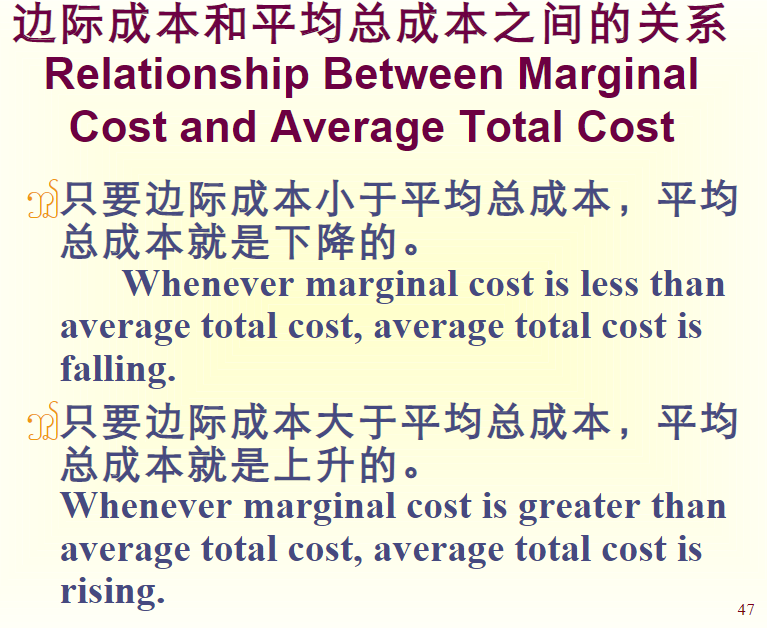 边际成本和平均总成本之间的关系
Relationship Between Marginal
Cost and Average Total Cost
只要边际成本小于平均总成本，平均
总成本就是下降的。
Whenever marginal cost is less than
average total cost, average total cost is
falling.
只要边际成本大于平均总成本，平均
总成本就是上升的。
Whenever marginal cost is greater than
average total cost, average total cost is
rising.
47